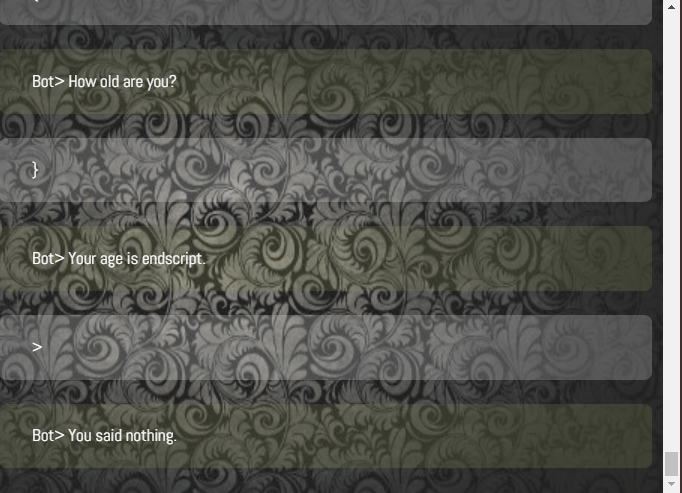 Bot> How old are you?
}
Bot> Your age is endscript.
>
Bot> You said nothing.